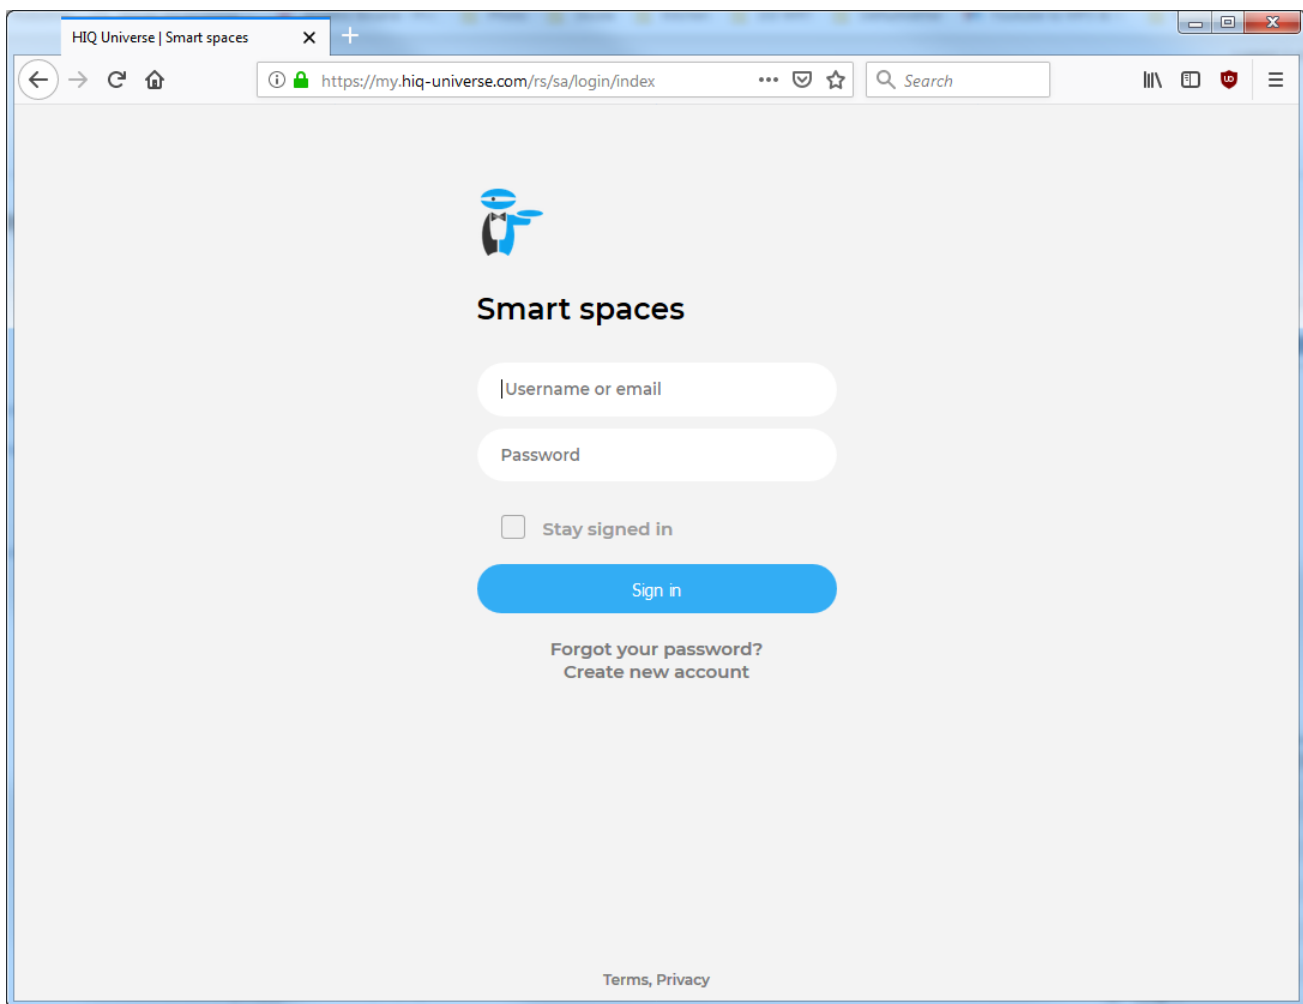 HIQ Universe | Smart spaces
https://my.hiq-universe.com/rs/sa/login/index
Search
Smart spaces
Username or email
Password
Stay signed in
Sign in
Forgot your password?
Create new account
Terms, Privacy